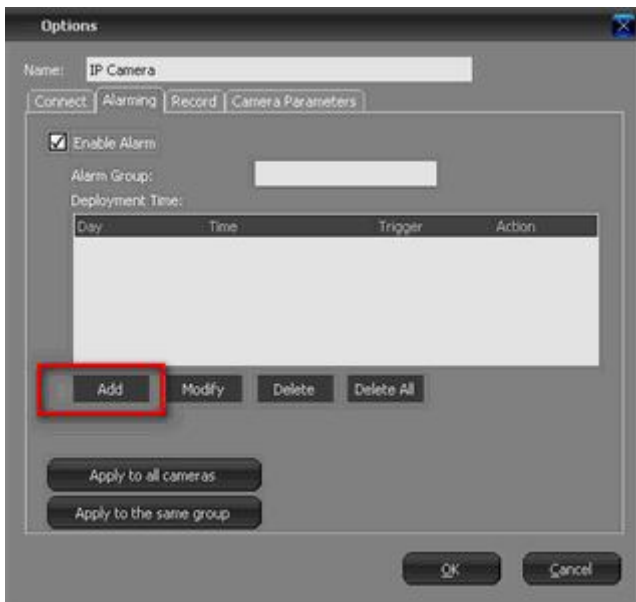 Options
Name: IP Camera
Connect Alarming Record Camera Parameters
Enable Alarm
Alarm Group:
Deployment Time:
Day Time Trigger Action
Add Modify Delete Delete All
Apply to all cameras
Apply to the same group
OK Cancel